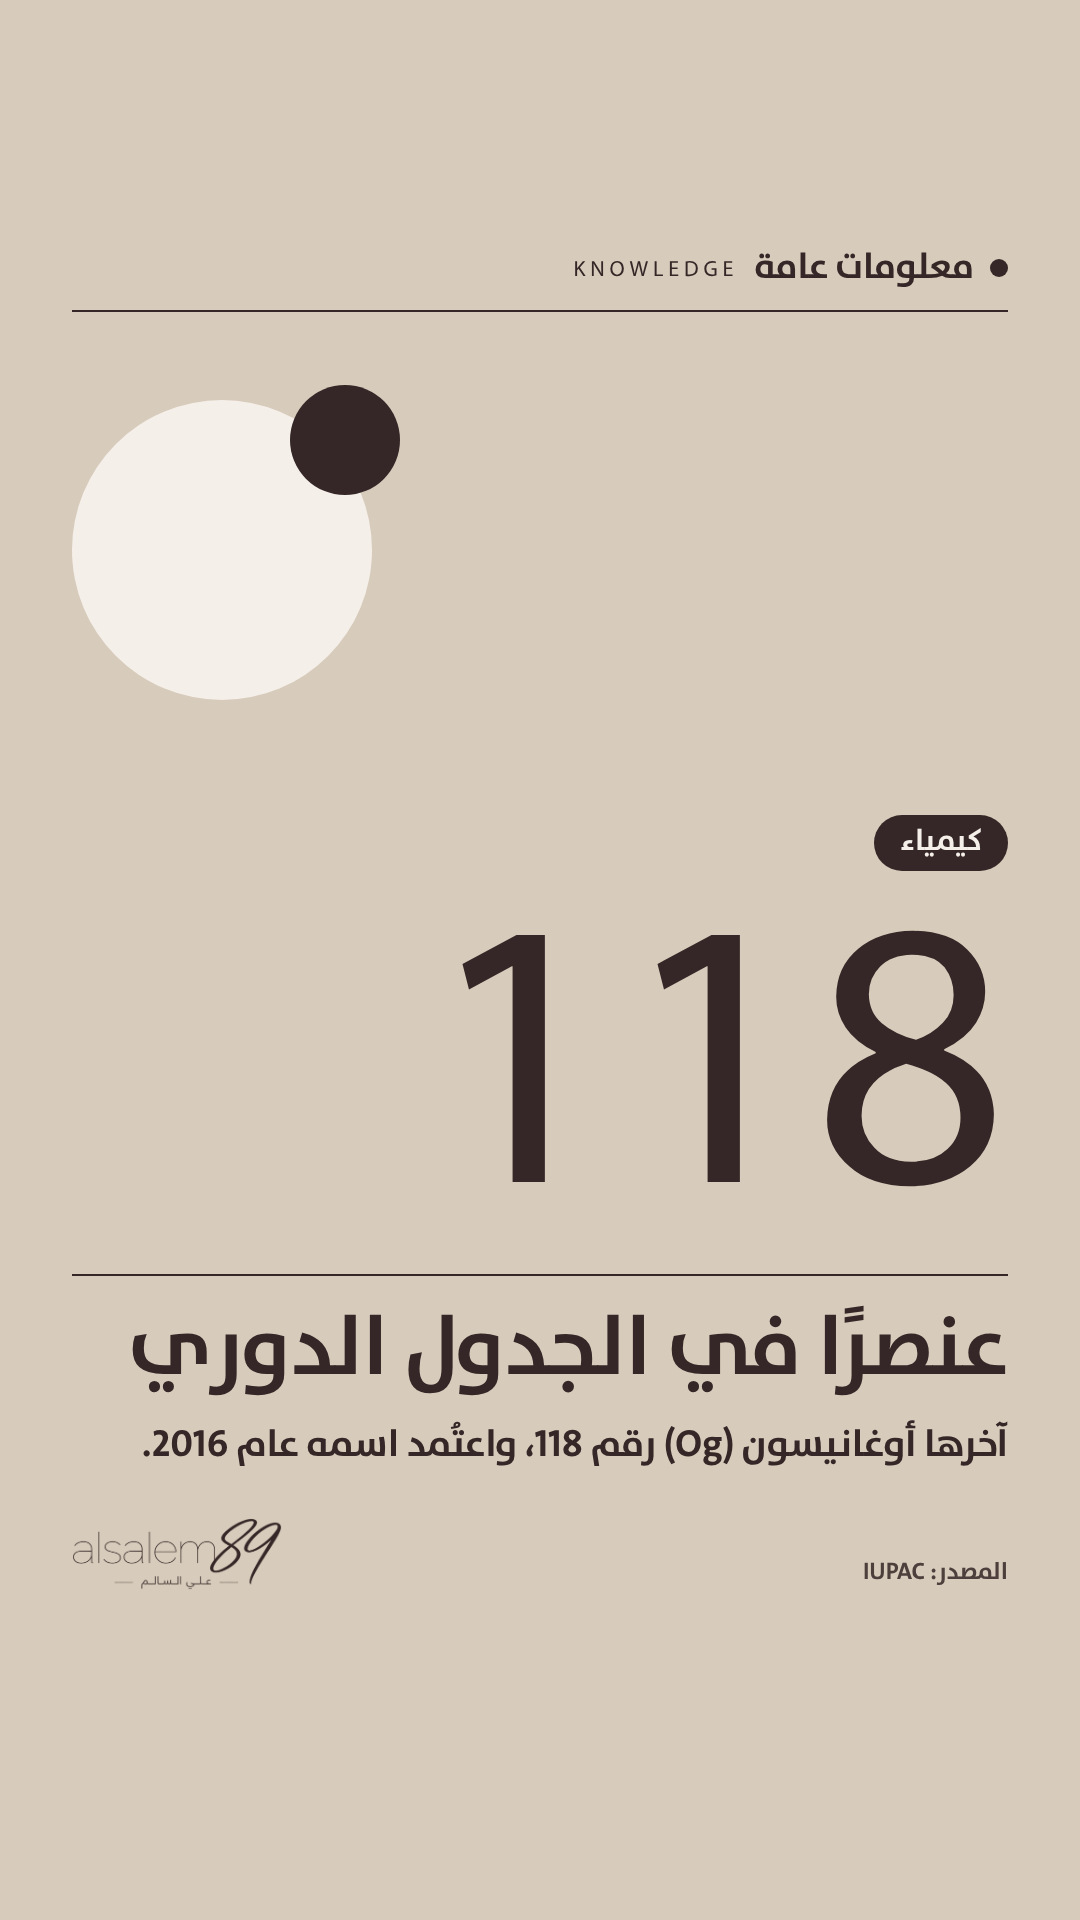 معلومات عامة KNOWLEDGE
كيمياء
118
عنصرًا في الجدول الدوري
آخرها أوغانيسون (Og) رقم 118، واعتُمد اسمه عام 2016.
المصدر: IUPAC
alsalem89
علي السالم